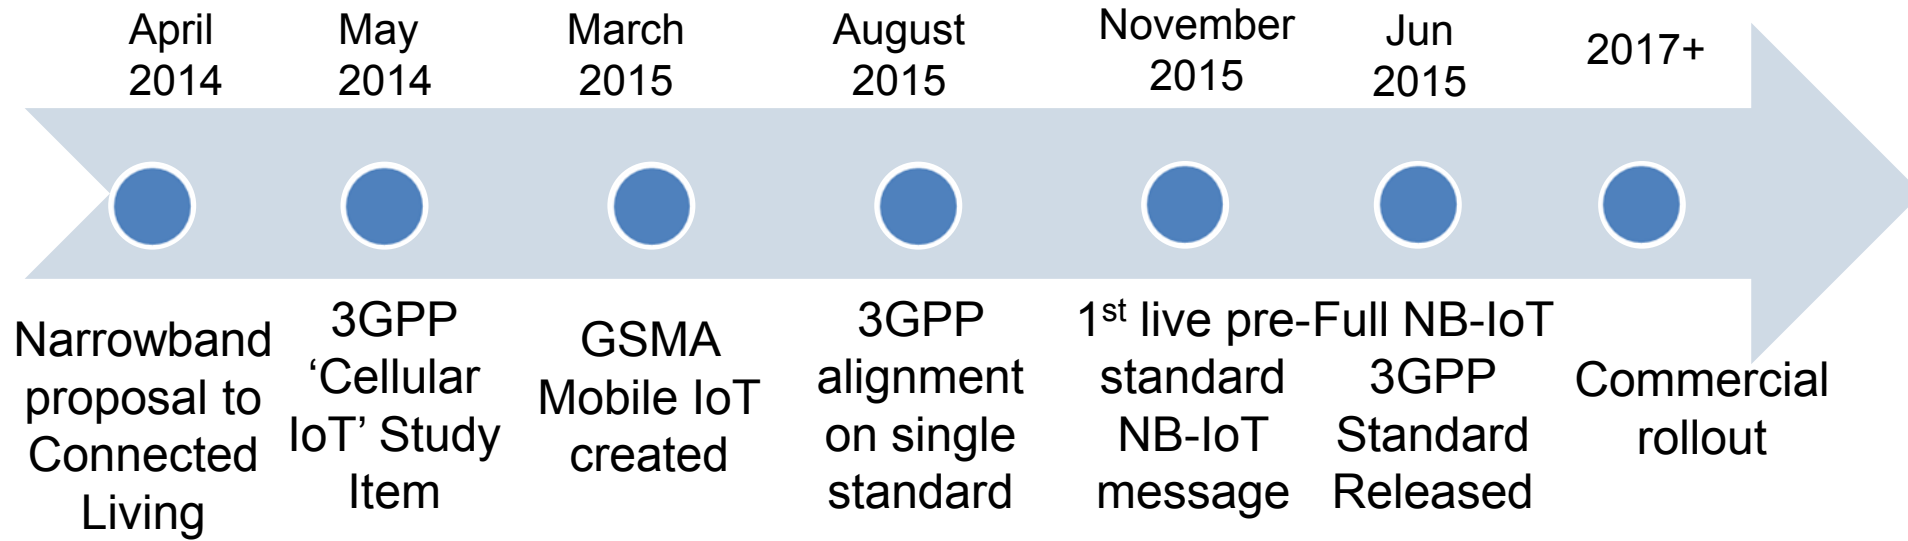 April
2014
May
2014
March
2015
August
2015
November
2015
Jun
2015
2017+
Narrowband
proposal to
Connected
Living
3GPP
‘Cellular
IoT’ Study
Item
GSMA
Mobile IoT
created
3GPP
alignment
on single
standard
1st live pre-
standard
NB-IoT
message
Full NB-IoT
3GPP
Standard
Released
Commercial
rollout